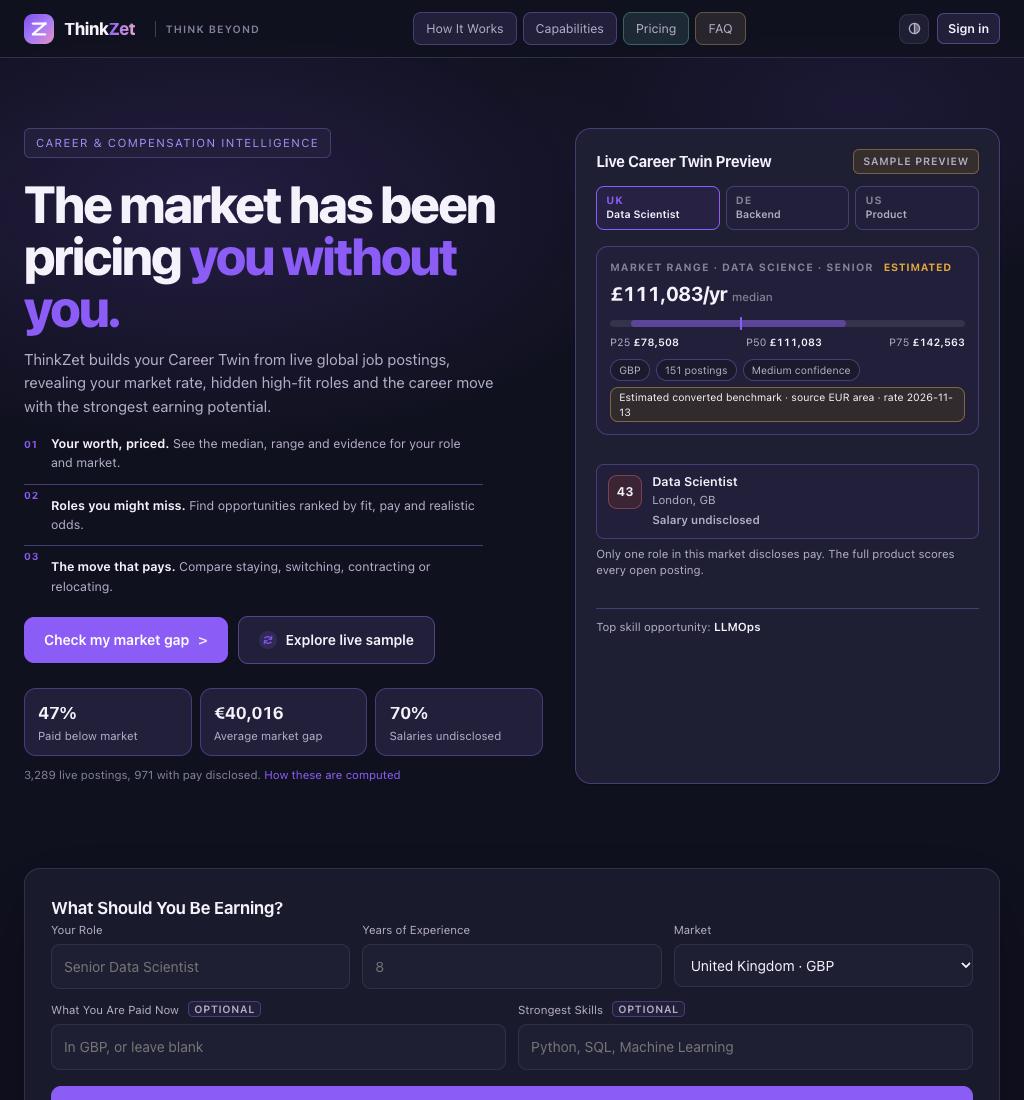 ThinkZet
THINK BEYOND
How It Works
Capabilities
Pricing
FAQ
Sign in
CAREER & COMPENSATION INTELLIGENCE
The market has been
pricing you without
you.
ThinkZet builds your Career Twin from live global job postings,
revealing your market rate, hidden high-fit roles and the career move
with the strongest earning potential.
01 Your worth, priced. See the median, range and evidence for your role
and market.
02 Roles you might miss. Find opportunities ranked by fit, pay and realistic
odds.
03 The move that pays. Compare staying, switching, contracting or
relocating.
Check my market gap >
Explore live sample
47%
Paid below market
€40,016
Average market gap
70%
Salaries undisclosed
3,289 live postings, 971 with pay disclosed. How these are computed
Live Career Twin Preview
SAMPLE PREVIEW
UK
Data Scientist
DE
Backend
US
Product
MARKET RANGE · DATA SCIENCE · SENIOR ESTIMATED
£111,083/yr median
P25 £78,508
P50 £111,083
P75 £142,563
GBP
151 postings
Medium confidence
Estimated converted benchmark · source EUR area · rate 2026-11-
13
43
Data Scientist
London, GB
Salary undisclosed
Only one role in this market discloses pay. The full product scores
every open posting.
Top skill opportunity: LLMOps
What Should You Be Earning?
Your Role
Senior Data Scientist
Years of Experience
8
Market
United Kingdom · GBP
What You Are Paid Now OPTIONAL
In GBP, or leave blank
Strongest Skills OPTIONAL
Python, SQL, Machine Learning